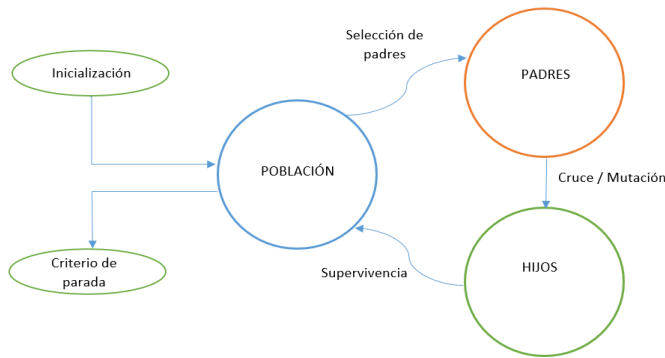 Inicialización
Selección de
padres
PADRES
POBLACIÓN
Cruce / Mutación
Criterio de
parada
Supervivencia
HIJOS